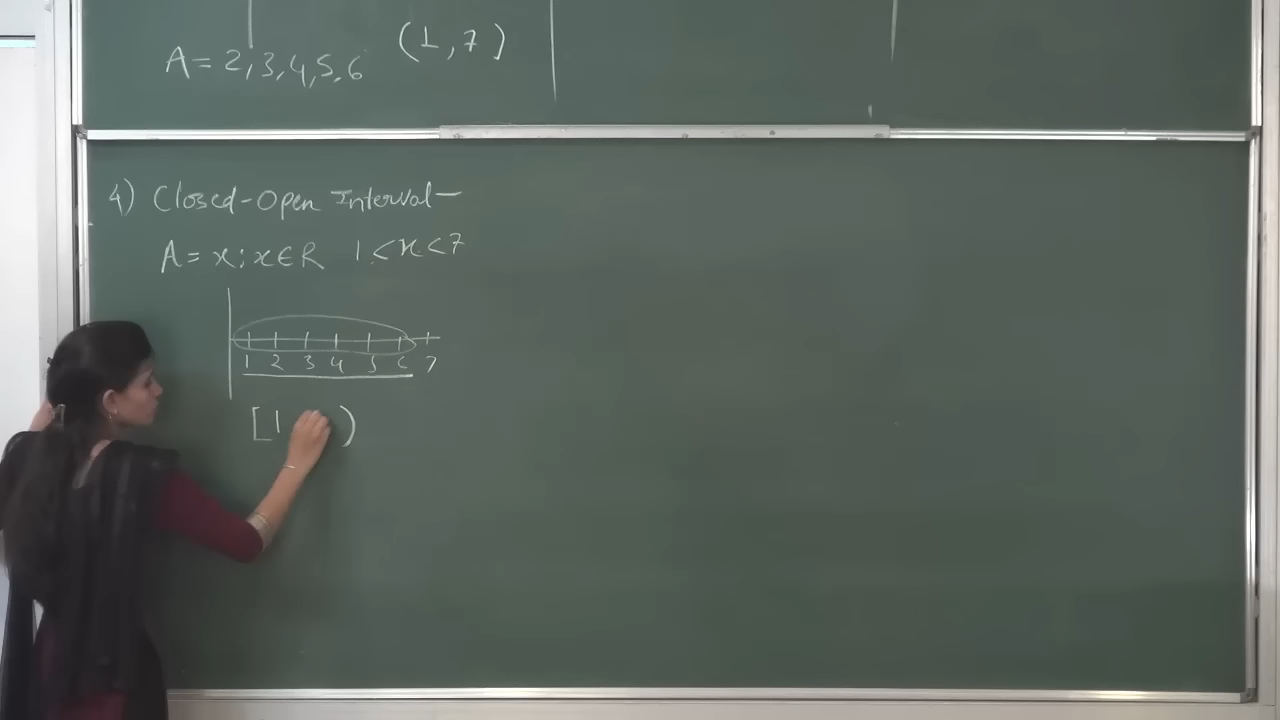 A = 2,3,4,5,6 (1,7)
4) Closed-Open Interval-
A = x : x ∈ R 1 < x < 7
1 2 3 4 5 6 7
[1 )